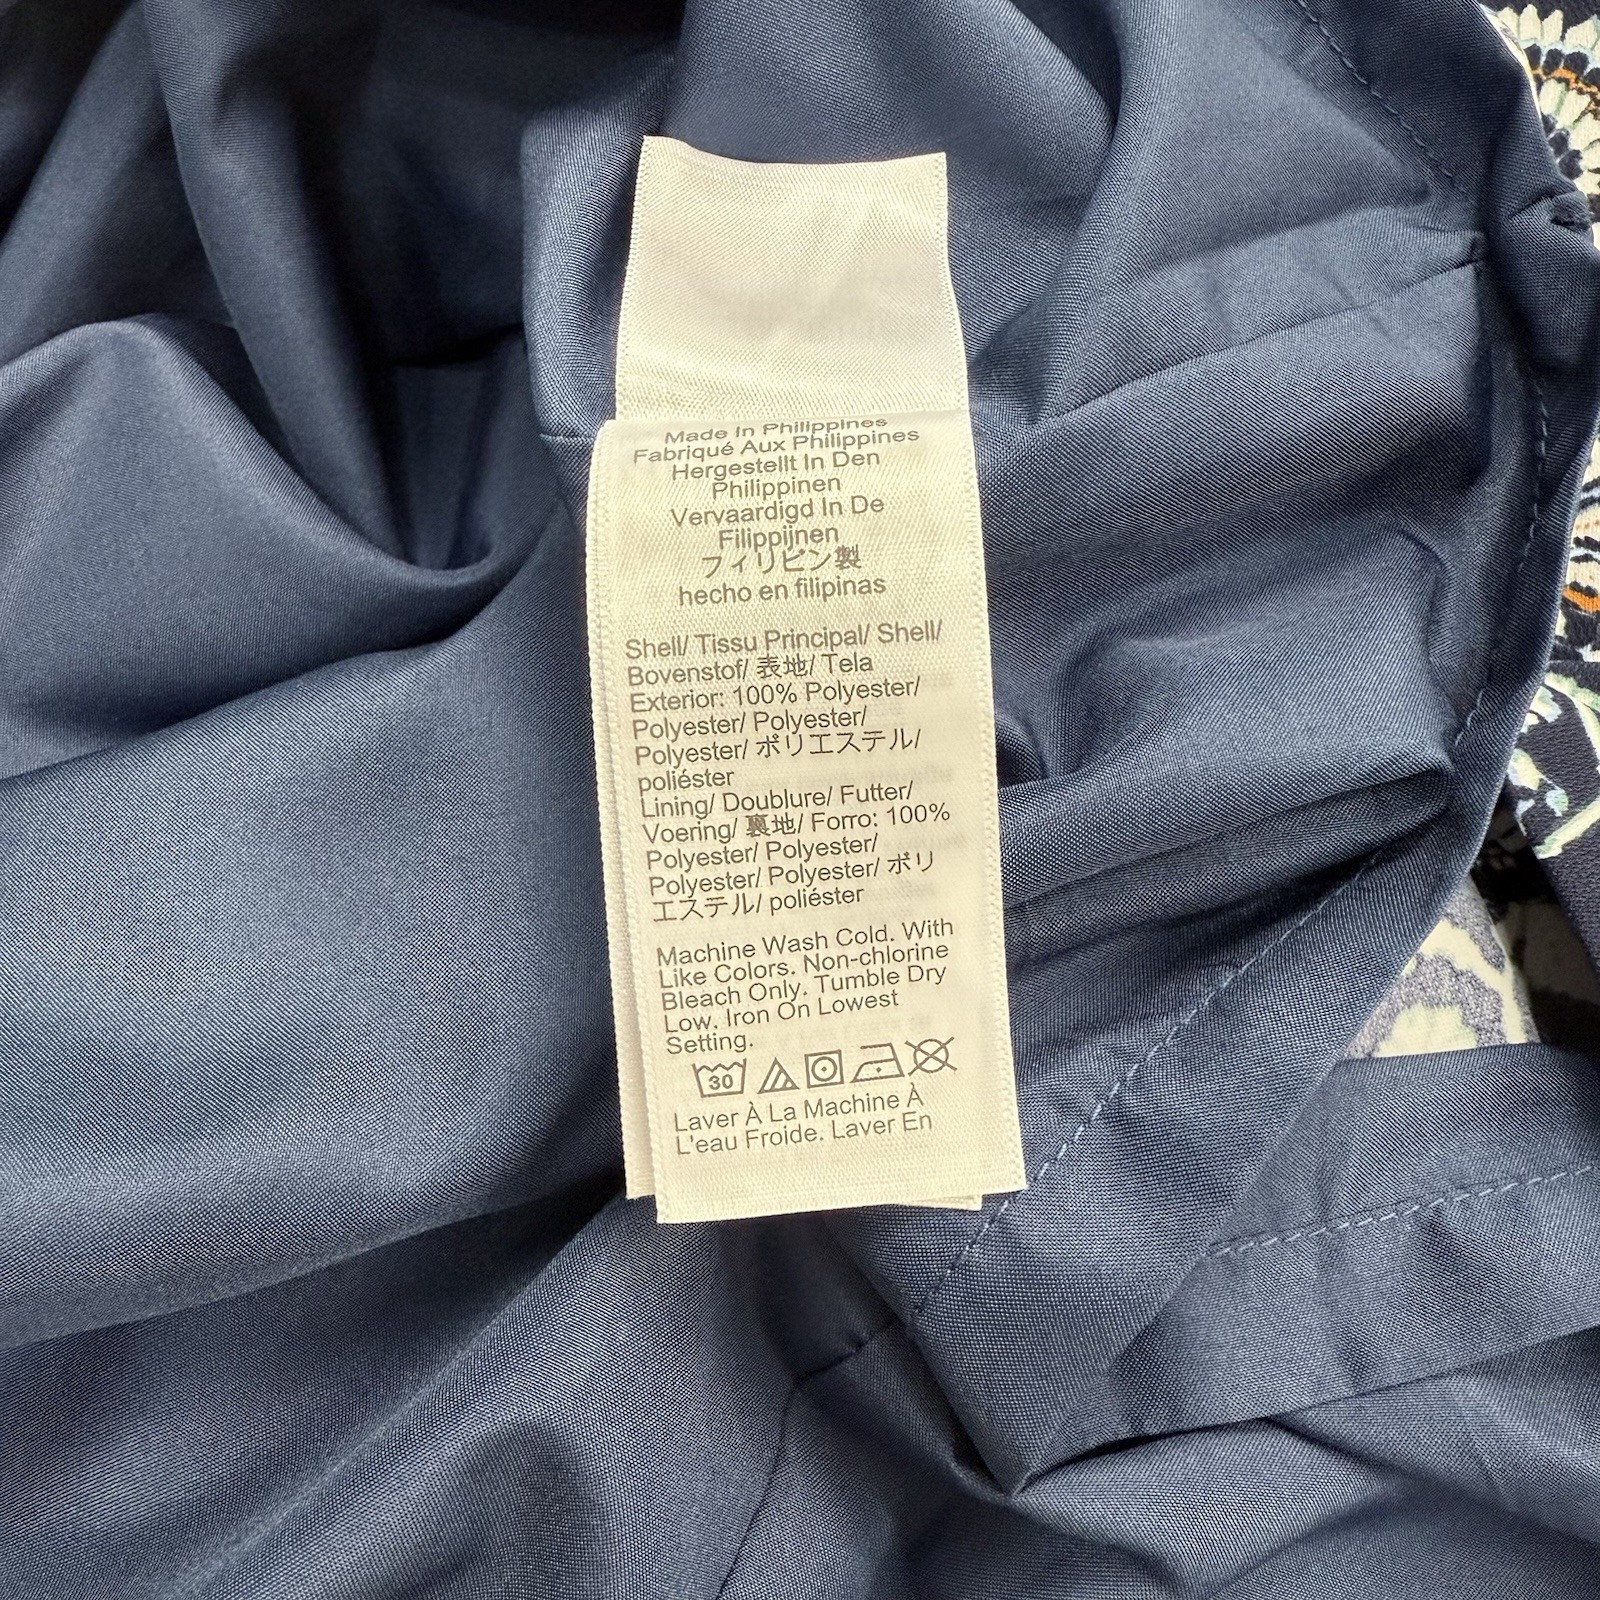 Made In Philippines
Fabriqué Aux Philippines
Hergestellt In Den
Philippinen
Vervaardigd In De
Filippijnen
フィリピン製
hecho en filipinas
Shell/ Tissu Principal/ Shell/
Bovenstof/ 表地/ Tela
Exterior: 100% Polyester/
Polyester/ Polyester/
Polyester/ ポリエステル/
poliéster
Lining/ Doublure/ Futter/
Voering/ 裏地/ Forro: 100%
Polyester/ Polyester/
Polyester/ Polyester/ ポリ
エステル/ poliéster
Machine Wash Cold. With
Like Colors. Non-chlorine
Bleach Only. Tumble Dry
Low. Iron On Lowest
Setting.
30
Laver À La Machine À
L'eau Froide. Laver En